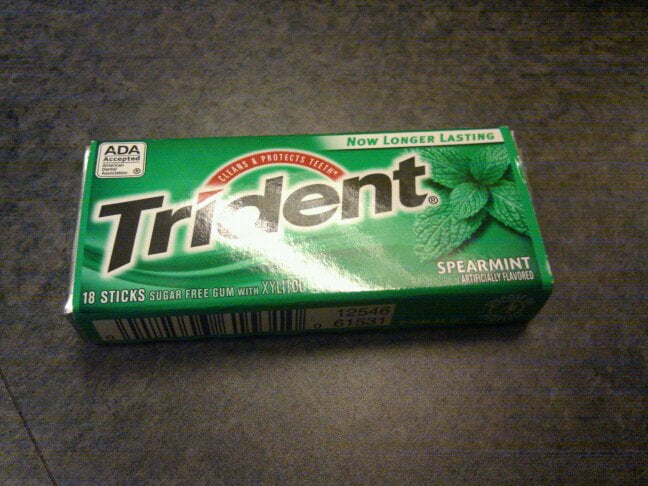 ADA
Accepted
American
Dental
Association ®
NOW LONGER LASTING
CLEANS & PROTECTS TEETH*
Trident®
SPEARMINT
ARTIFICIALLY FLAVORED
18 STICKS SUGAR FREE GUM WITH XYLITOL
0 12546
61531